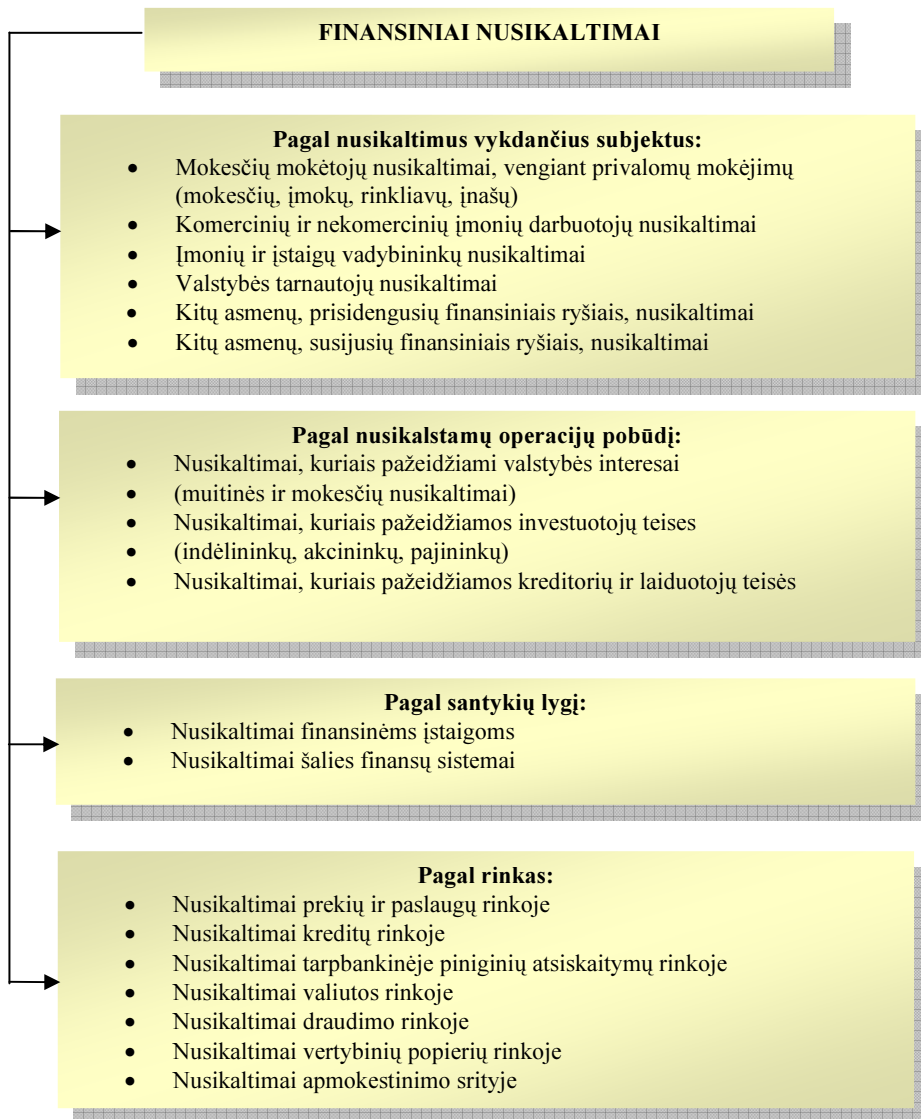 FINANSINIAI NUSIKALTIMAI
Pagal nusikaltimus vykdančius subjektus:
• Mokesčių mokėtojų nusikaltimai, vengiant privalomų mokėjimų
(mokesčių, įmokų, rinkliavų, įnašų)
• Komercinių ir nekomercinių įmonių darbuotojų nusikaltimai
• Įmonių ir įstaigų vadybininkų nusikaltimai
• Valstybės tarnautojų nusikaltimai
• Kitų asmenų, prisidengusių finansiniais ryšiais, nusikaltimai
• Kitų asmenų, susijusių finansiniais ryšiais, nusikaltimai
Pagal nusikalstamų operacijų pobūdį:
• Nusikaltimai, kuriais pažeidžiami valstybės interesai
• (muitinės ir mokesčių nusikaltimai)
• Nusikaltimai, kuriais pažeidžiamos investuotojų teises
• (indėlininkų, akcininkų, pajininkų)
• Nusikaltimai, kuriais pažeidžiamos kreditorių ir laiduotojų teisės
Pagal santykių lygį:
• Nusikaltimai finansinėms įstaigoms
• Nusikaltimai šalies finansų sistemai
Pagal rinkas:
• Nusikaltimai prekių ir paslaugų rinkoje
• Nusikaltimai kreditų rinkoje
• Nusikaltimai tarpbankinėje piniginių atsiskaitymų rinkoje
• Nusikaltimai valiutos rinkoje
• Nusikaltimai draudimo rinkoje
• Nusikaltimai vertybinių popierių rinkoje
• Nusikaltimai apmokestinimo srityje